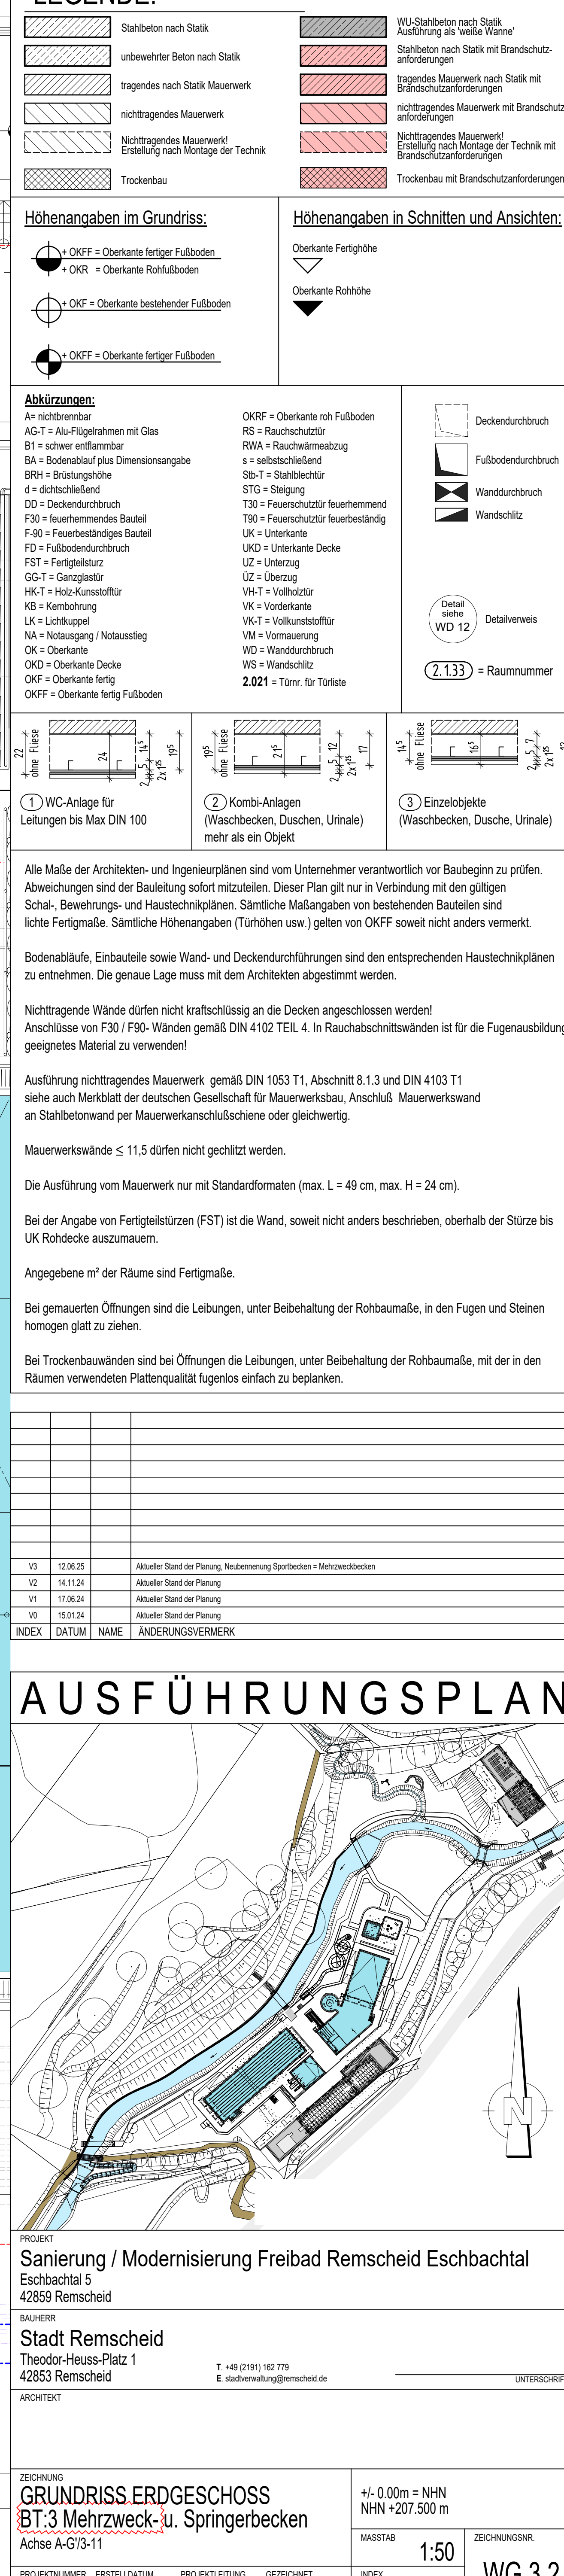 LEGENDE:
Stahlbeton nach Statik
unbewehrter Beton nach Statik
tragendes nach Statik Mauerwerk
nichttragendes Mauerwerk
Nichttragendes Mauerwerk!
Erstellung nach Montage der Technik
Trockenbau
WU-Stahlbeton nach Statik
Ausführung als 'weiße Wanne'
Stahlbeton nach Statik mit Brandschutz-
anforderungen
tragendes Mauerwerk nach Statik mit
Brandschutzanforderungen
nichttragendes Mauerwerk mit Brandschutz
anforderungen
Nichttragendes Mauerwerk!
Erstellung nach Montage der Technik mit
Brandschutzanforderungen
Trockenbau mit Brandschutzanforderungen
Höhenangaben im Grundriss:
+ OKFF = Oberkante fertiger Fußboden
+ OKR = Oberkante Rohfußboden
+ OKF = Oberkante bestehender Fußboden
+ OKFF = Oberkante fertiger Fußboden
Höhenangaben in Schnitten und Ansichten:
Oberkante Fertighöhe
Oberkante Rohhöhe
Abkürzungen:
A= nichtbrennbar
AG-T = Alu-Flügelrahmen mit Glas
B1 = schwer entflammbar
BA = Bodenablauf plus Dimensionsangabe
BRH = Brüstungshöhe
d = dichtschließend
DD = Deckendurchbruch
F30 = feuerhemmendes Bauteil
F-90 = Feuerbeständiges Bauteil
FD = Fußbodendurchbruch
FST = Fertigteilsturz
GG-T = Ganzglastür
HK-T = Holz-Kunsstofftür
KB = Kernbohrung
LK = Lichtkuppel
NA = Notausgang / Notausstieg
OK = Oberkante
OKD = Oberkante Decke
OKF = Oberkante fertig
OKFF = Oberkante fertig Fußboden
OKRF = Oberkante roh Fußboden
RS = Rauchschutztür
RWA = Rauchwärmeabzug
s = selbstschließend
Stb-T = Stahlblechtür
STG = Steigung
T30 = Feuerschutztür feuerhemmend
T90 = Feuerschutztür feuerbeständig
UK = Unterkante
UKD = Unterkante Decke
UZ = Unterzug
ÜZ = Überzug
VH-T = Vollholztür
VK = Vorderkante
VK-T = Vollkunststofftür
VM = Vormauerung
WD = Wanddurchbruch
WS = Wandschlitz
2.021 = Türnr. für Türliste
Deckendurchbruch
Fußbodendurchbruch
Wanddurchbruch
Wandschlitz
Detail
siehe
WD 12
Detailverweis
2.1.33 = Raumnummer
22
ohne Fliese
24
2 5 14⁵
2x1²⁵
19⁵
1 WC-Anlage für
Leitungen bis Max DIN 100
19⁵
ohne Fliese
21⁵
2 5 12
2x1²⁵
17
2 Kombi-Anlagen
(Waschbecken, Duschen, Urinale)
mehr als ein Objekt
14⁵
ohne Fliese
16⁵
2 5 7
2x1²⁵
3 Einzelobjekte
(Waschbecken, Dusche, Urinale)
Alle Maße der Architekten- und Ingenieurplänen sind vom Unternehmer verantwortlich vor Baubeginn zu prüfen.
Abweichungen sind der Bauleitung sofort mitzuteilen. Dieser Plan gilt nur in Verbindung mit den gültigen
Schal-, Bewehrungs- und Haustechnikplänen. Sämtliche Maßangaben von bestehenden Bauteilen sind
lichte Fertigmaße. Sämtliche Höhenangaben (Türhöhen usw.) gelten von OKFF soweit nicht anders vermerkt.
Bodenabläufe, Einbauteile sowie Wand- und Deckendurchführungen sind den entsprechenden Haustechnikplänen
zu entnehmen. Die genaue Lage muss mit dem Architekten abgestimmt werden.
Nichttragende Wände dürfen nicht kraftschlüssig an die Decken angeschlossen werden!
Anschlüsse von F30 / F90- Wänden gemäß DIN 4102 TEIL 4. In Rauchabschnittswänden ist für die Fugenausbildung
geeignetes Material zu verwenden!
Ausführung nichttragendes Mauerwerk gemäß DIN 1053 T1, Abschnitt 8.1.3 und DIN 4103 T1
siehe auch Merkblatt der deutschen Gesellschaft für Mauerwerksbau, Anschluß Mauerwerkswand
an Stahlbetonwand per Mauerwerkanschlußschiene oder gleichwertig.
Mauerwerkswände ≤ 11,5 dürfen nicht gechlitzt werden.
Die Ausführung vom Mauerwerk nur mit Standardformaten (max. L = 49 cm, max. H = 24 cm).
Bei der Angabe von Fertigteilstürzen (FST) ist die Wand, soweit nicht anders beschrieben, oberhalb der Stürze bis
UK Rohdecke auszumauern.
Angegebene m² der Räume sind Fertigmaße.
Bei gemauerten Öffnungen sind die Leibungen, unter Beibehaltung der Rohbaumaße, in den Fugen und Steinen
homogen glatt zu ziehen.
Bei Trockenbauwänden sind bei Öffnungen die Leibungen, unter Beibehaltung der Rohbaumaße, mit der in den
Räumen verwendeten Plattenqualität fugenlos einfach zu beplanken.
V3 12.06.25 Aktueller Stand der Planung, Neubennenung Sportbecken = Mehrzweckbecken
V2 14.11.24 Aktueller Stand der Planung
V1 17.06.24 Aktueller Stand der Planung
V0 15.01.24 Aktueller Stand der Planung
INDEX DATUM NAME ÄNDERUNGSVERMERK
AUSFÜHRUNGSPLAN
N
PROJEKT
Sanierung / Modernisierung Freibad Remscheid Eschbachtal
Eschbachtal 5
42859 Remscheid
BAUHERR
Stadt Remscheid
Theodor-Heuss-Platz 1
42853 Remscheid
T. +49 (2191) 162 779
E. stadtverwaltung@remscheid.de
UNTERSCHRIF
ARCHITEKT
ZEICHNUNG
GRUNDRISS ERDGESCHOSS
BT:3 Mehrzweck- u. Springerbecken
Achse A-G'/3-11
+/- 0.00m = NHN
NHN +207.500 m
MASSTAB
1:50
ZEICHNUNGSNR.
WG 3.2
PROJEKTNUMMER ERSTELLDATUM PROJEKTLEITUNG GEZEICHNET INDEX